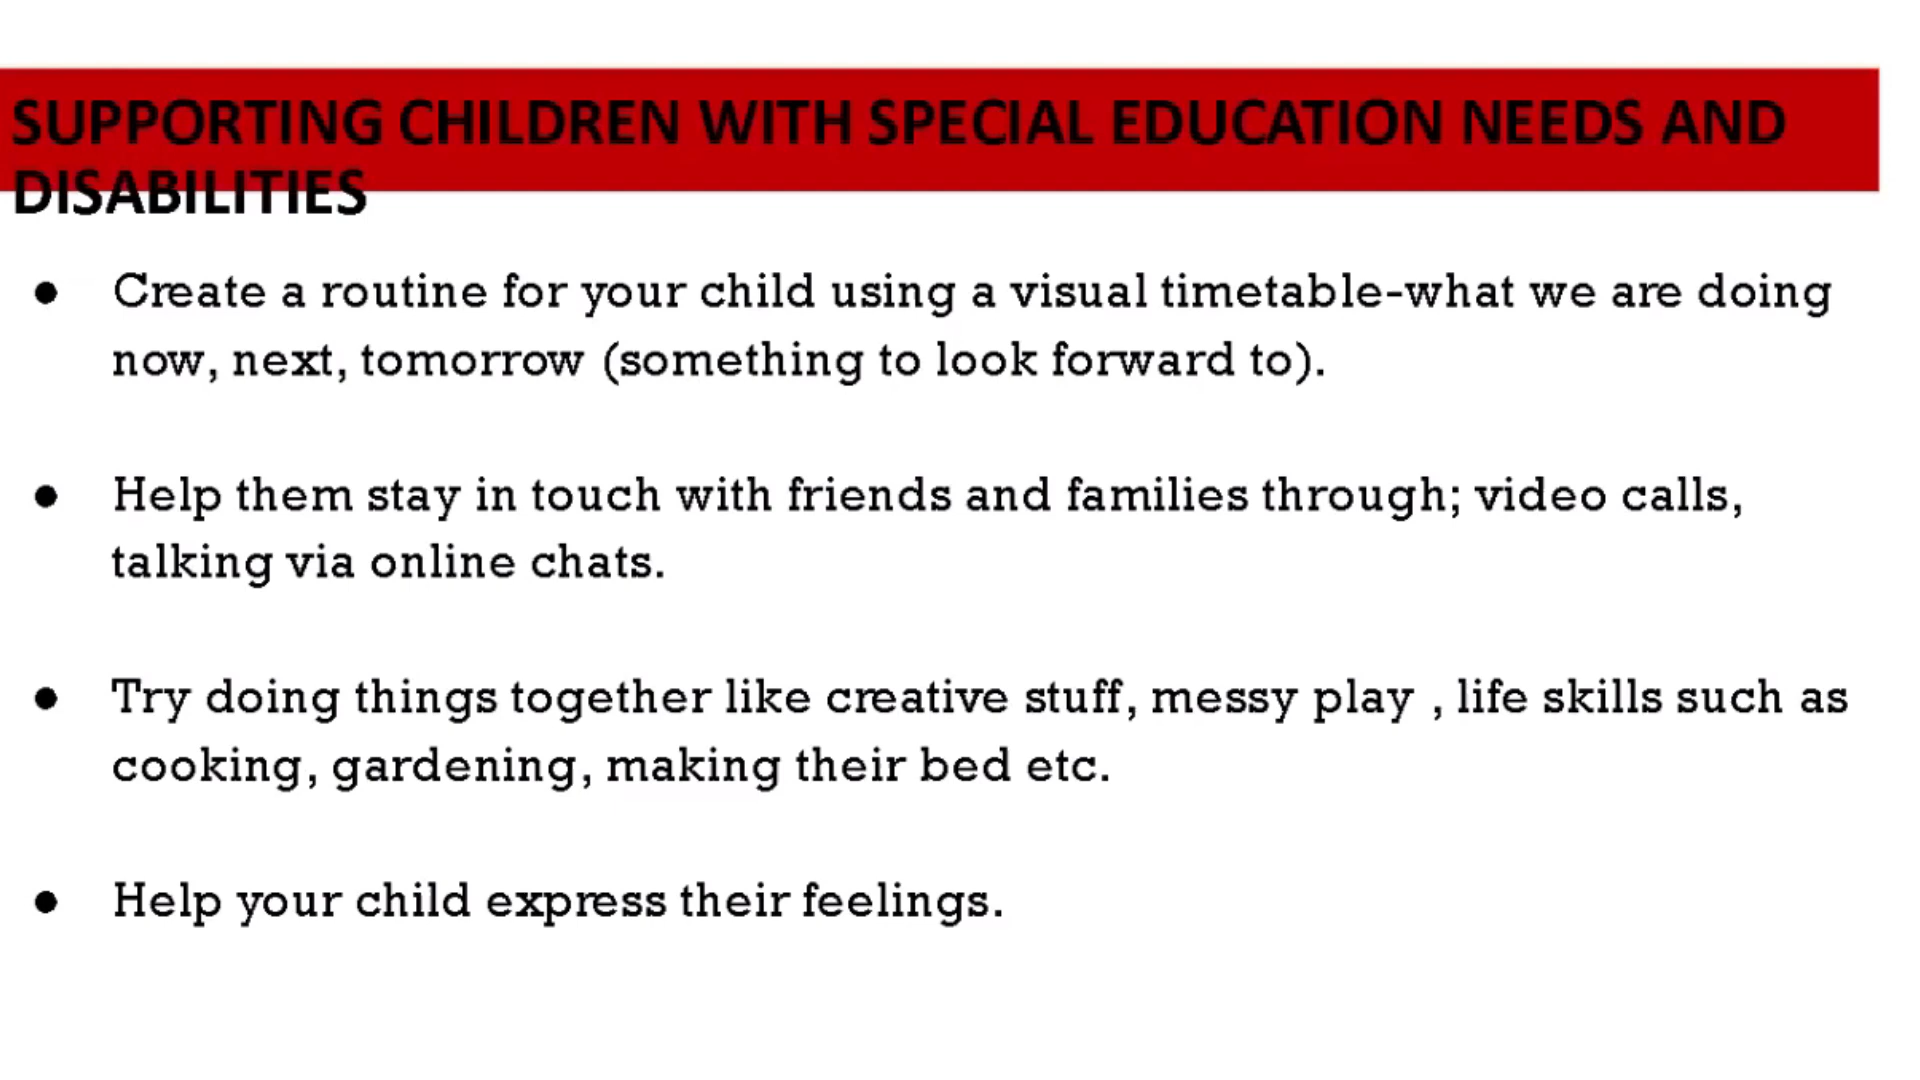 SUPPORTING CHILDREN WITH SPECIAL EDUCATION NEEDS AND
DISABILITIES
● Create a routine for your child using a visual timetable-what we are doing
now, next, tomorrow (something to look forward to).
● Help them stay in touch with friends and families through; video calls,
talking via online chats.
● Try doing things together like creative stuff, messy play , life skills such as
cooking, gardening, making their bed etc.
● Help your child express their feelings.